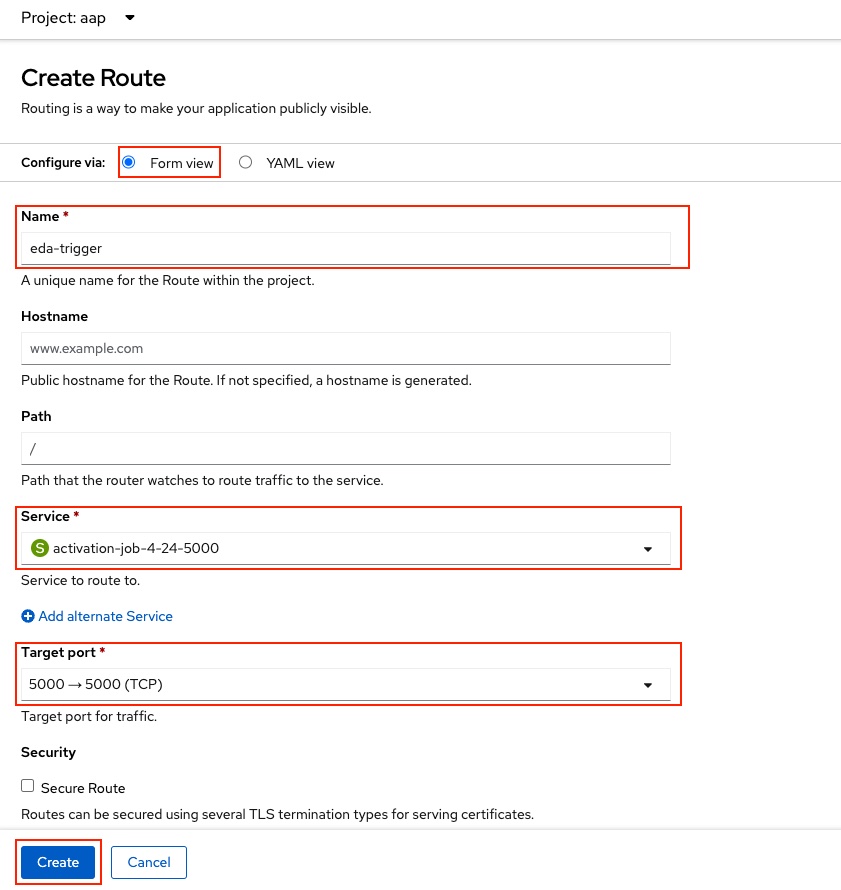 Project: aap
Create Route
Routing is a way to make your application publicly visible.
Configure via: Form view YAML view
Name *
eda-trigger
A unique name for the Route within the project.
Hostname
www.example.com
Public hostname for the Route. If not specified, a hostname is generated.
Path
/
Path that the router watches to route traffic to the service.
Service *
S activation-job-4-24-5000
Service to route to.
Add alternate Service
Target port *
5000 → 5000 (TCP)
Target port for traffic.
Security
Secure Route
Routes can be secured using several TLS termination types for serving certificates.
Create Cancel